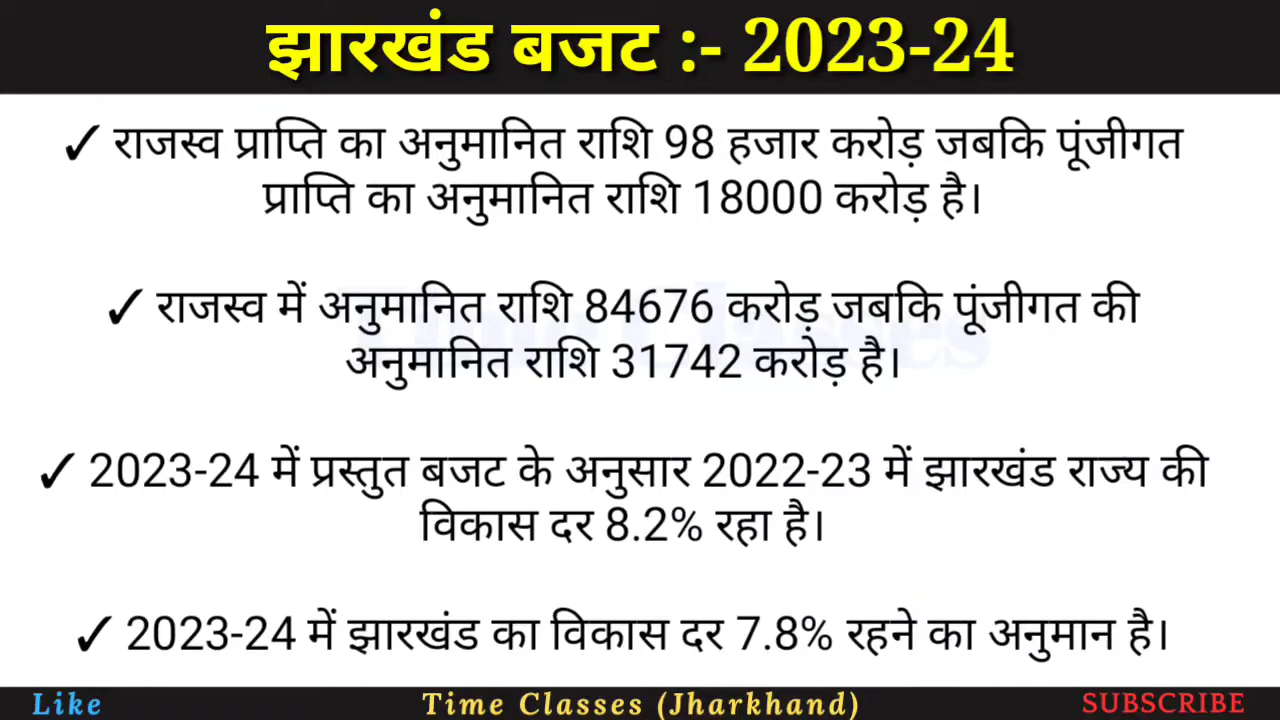 झारखंड बजट :- 2023-24
✓ राजस्व प्राप्ति का अनुमानित राशि 98 हजार करोड़ जबकि पूंजीगत
प्राप्ति का अनुमानित राशि 18000 करोड़ है।
✓ राजस्व में अनुमानित राशि 84676 करोड़ जबकि पूंजीगत की
अनुमानित राशि 31742 करोड़ है।
✓ 2023-24 में प्रस्तुत बजट के अनुसार 2022-23 में झारखंड राज्य की
विकास दर 8.2% रहा है।
✓ 2023-24 में झारखंड का विकास दर 7.8% रहने का अनुमान है।
Like Time Classes (Jharkhand) SUBSCRIBE